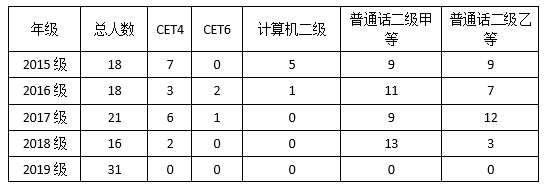 年级 总人数 CET4 CET6 计算机二级 普通话二级甲等 普通话二级乙等
2015级 18 7 0 5 9 9
2016级 18 3 2 1 11 7
2017级 21 6 1 0 9 12
2018级 16 2 0 0 13 3
2019级 31 0 0 0 0 0